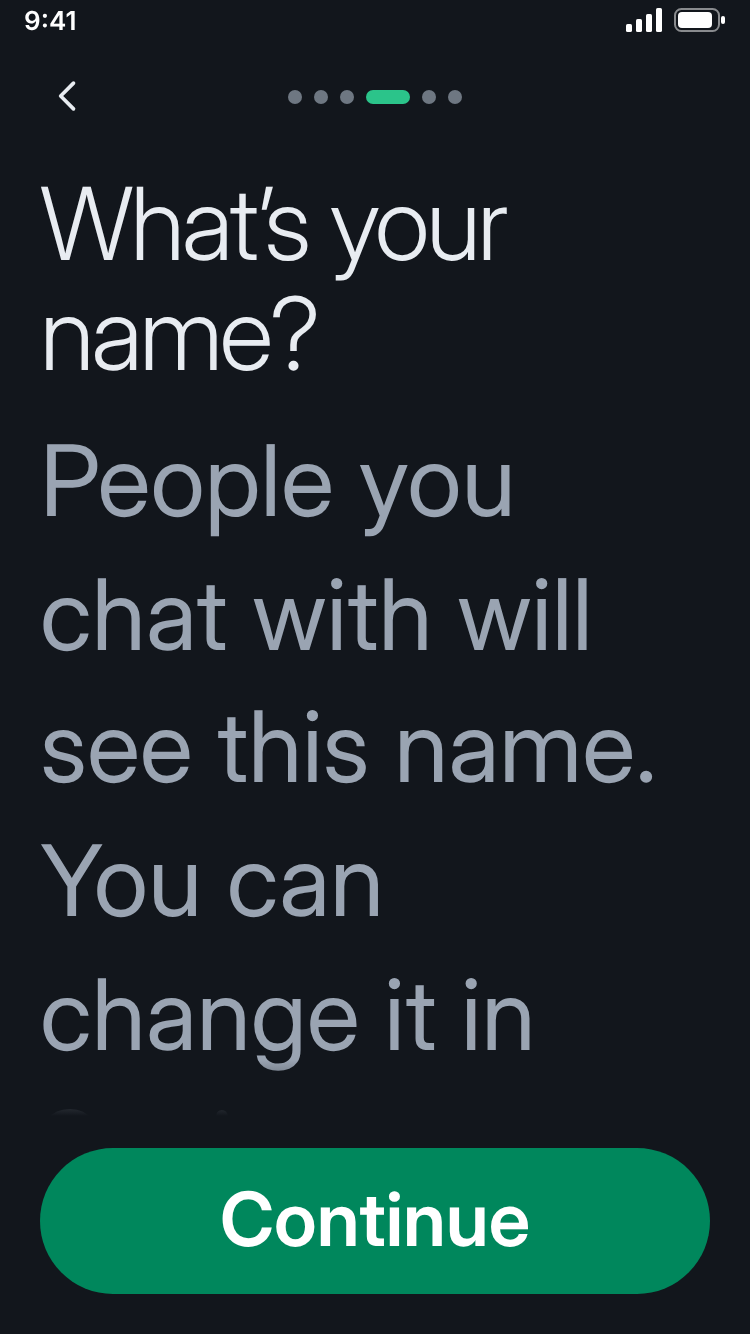 9:41
What’s your
name?
People you
chat with will
see this name.
You can
change it in
Continue